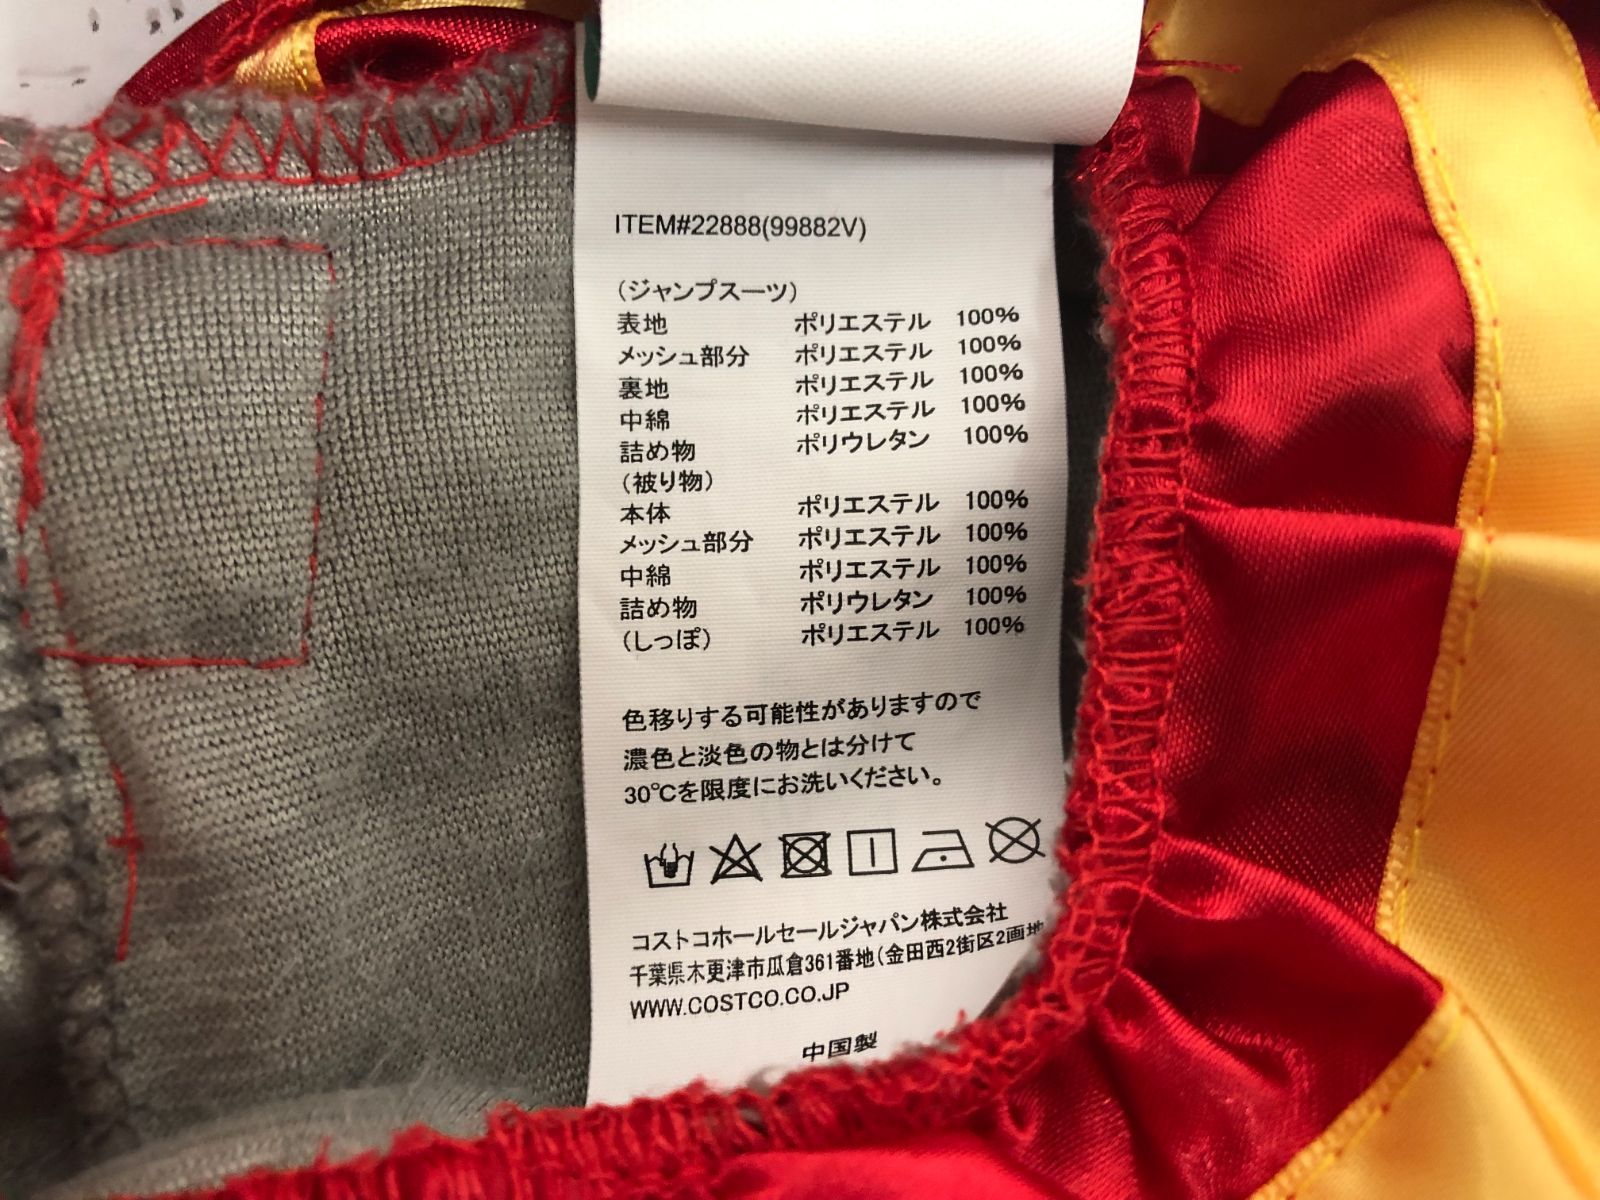 ITEM#22888(99882V)
(ジャンプスーツ)
表地 ポリエステル 100%
メッシュ部分 ポリエステル 100%
裏地 ポリエステル 100%
中綿 ポリエステル 100%
詰め物 ポリウレタン 100%
(被り物)
本体 ポリエステル 100%
メッシュ部分 ポリエステル 100%
中綿 ポリエステル 100%
詰め物 ポリウレタン 100%
(しっぽ) ポリエステル 100%
色移りする可能性がありますので
濃色と淡色の物とは分けて
30℃を限度にお洗いください。
コストコホールセールジャパン株式会社
千葉県木更津市瓜倉361番地(金田西2街区2画地
WWW.COSTCO.CO.JP
中国製